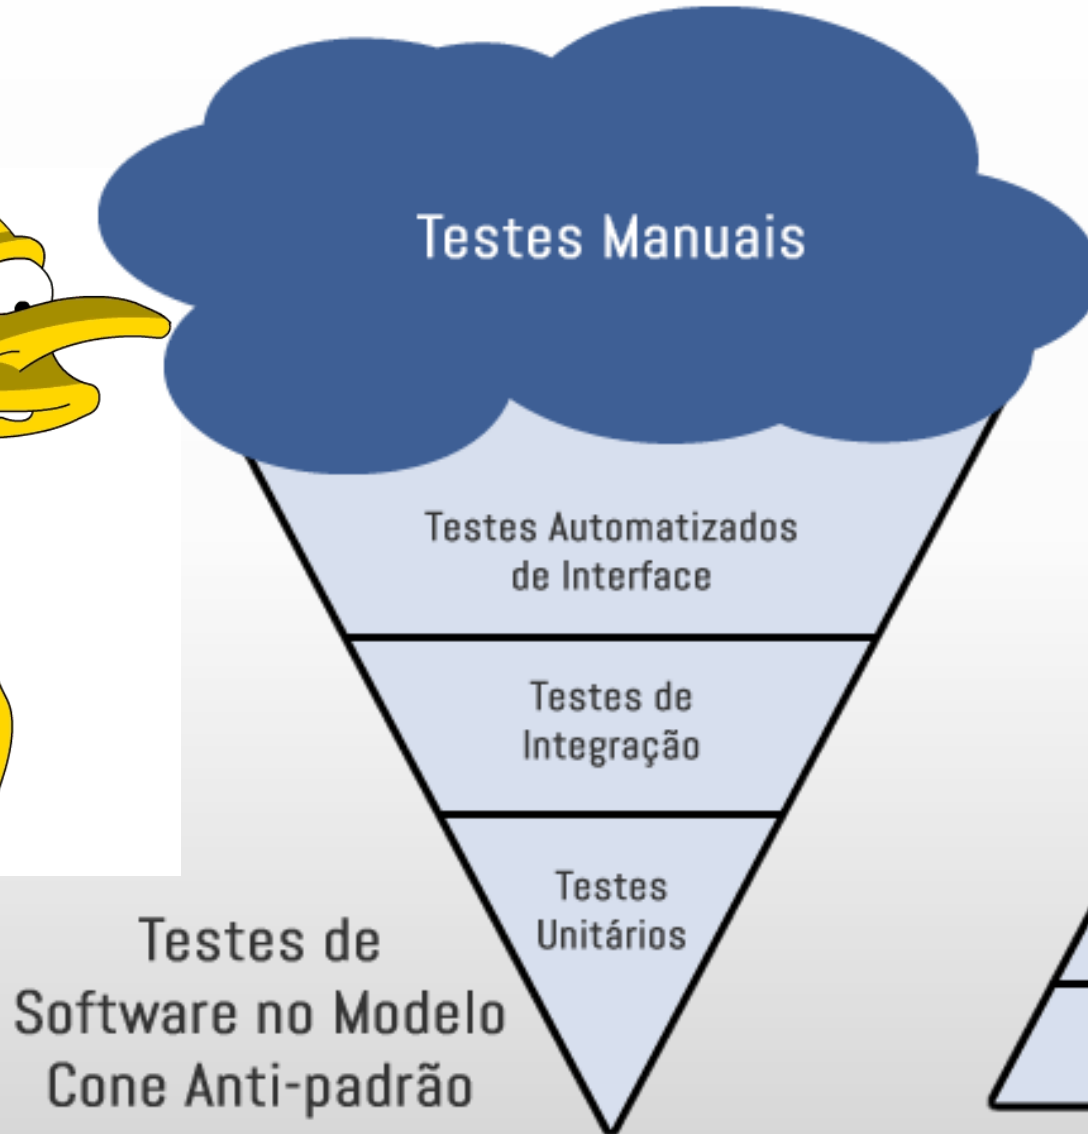 Testes Manuais
Testes Automatizados
de Interface
Testes de
Integração
Testes
Unitários
Testes de
Software no Modelo
Cone Anti-padrão